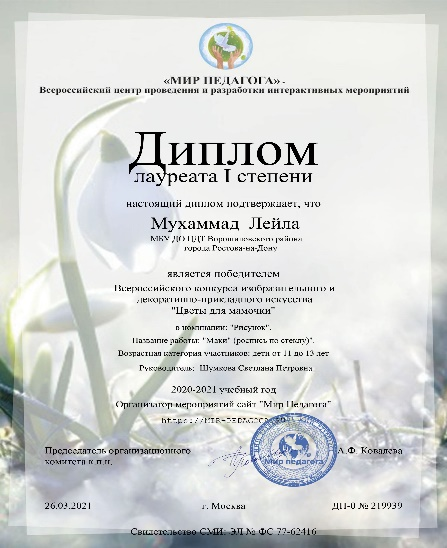 «МИР ПЕДАГОГА» -
Всероссийский центр проведения и разработки интерактивных мероприятий
Диплом
лауреата I степени
настоящий диплом подтверждает, что
Мухаммад Лейла
МБУ ДО ЦДТ Ворошиловского района
города Ростова-на-Дону
является победителем
Всероссийского конкурса изобразительного и
декоративно-прикладного искусства
"Цветы для мамочки"
в номинации: "Рисунок".
Название работы: "Маки" (роспись по стеклу)".
Возрастная категория участников: дети от 11 до 13 лет
Руководитель: Шумкова Светлана Петровна
2020-2021 учебный год
Организатор мероприятий сайт "Мир Педагога"
https://MIR-PEDAGOGA
Мир педагога
Председатель организационного
комитета к.п.н.
А.Ф. Ковалева
26.03.2021
г. Москва
ДП-0 № 219939
Свидетельство СМИ: ЭЛ № ФС 77-62416